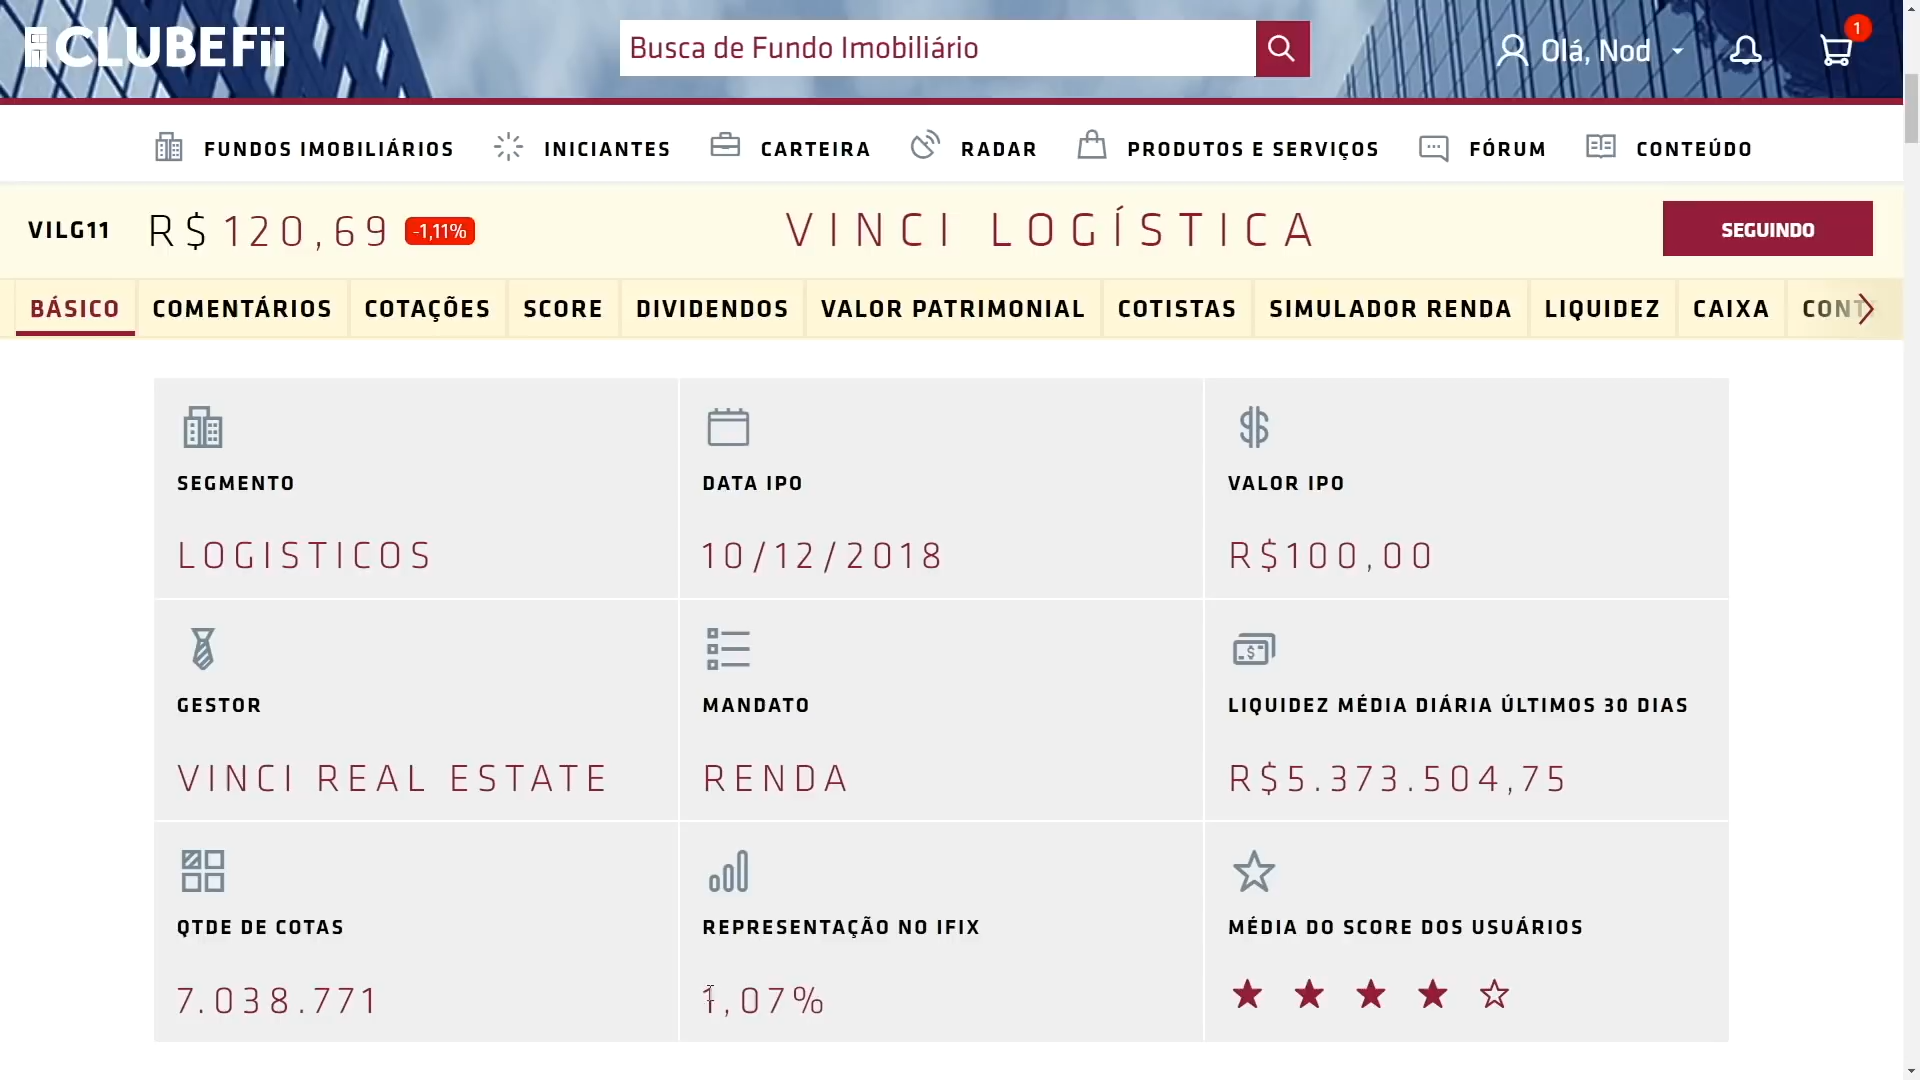 CLUBEFii
Busca de Fundo Imobiliário
Olá, Nod
1
FUNDOS IMOBILIÁRIOS
INICIANTES
CARTEIRA
RADAR
PRODUTOS E SERVIÇOS
FÓRUM
CONTEÚDO
VILG11
R$ 120,69
-1,11%
VINCI LOGÍSTICA
SEGUINDO
BÁSICO
COMENTÁRIOS
COTAÇÕES
SCORE
DIVIDENDOS
VALOR PATRIMONIAL
COTISTAS
SIMULADOR RENDA
LIQUIDEZ
CAIXA
CONT
SEGMENTO
LOGISTICOS
DATA IPO
10/12/2018
VALOR IPO
R$100,00
GESTOR
VINCI REAL ESTATE
MANDATO
RENDA
LIQUIDEZ MÉDIA DIÁRIA ÚLTIMOS 30 DIAS
R$5.373.504,75
QTDE DE COTAS
7.038.771
REPRESENTAÇÃO NO IFIX
1,07%
MÉDIA DO SCORE DOS USUÁRIOS